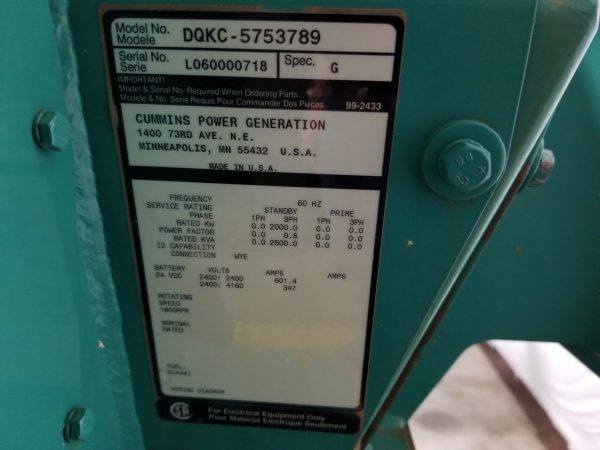 Model No. DQKC-5753789
Modele
Serial No. L060000718 Spec. G
Serie
IMPORTANT!
Model & Serial No. Required When Ordering Parts
Modele & No. Serie Requis Pour Commander Des Pieces. 99-2433
CUMMINS POWER GENERATION
1400 73RD AVE. N.E.
MINNEAPOLIS, MN 55432 U.S.A.
MADE IN U.S.A.
FREQUENCY 60 HZ
SERVICE RATING STANDBY PRIME
PHASE 1PH 3PH 1PH 3PH
RATED KW 0.0 2000.0 0.0 0.0
POWER FACTOR 0.0 0.8 0.0 0.0
RATED KVA 0.0 2500.0 0.0 0.0
I2 CAPABILITY
CONNECTION WYE
BATTERY VOLTS AMPS AMPS
24 VDC 2400/ 2400 601.4
2400/ 4160 347
ROTATING
SPEED
1800RPM
NOMINAL
RATED
FUEL:
Diesel
WIRING DIAGRAM
For Electrical Equipment Only
Pour Material Electrique Seulement